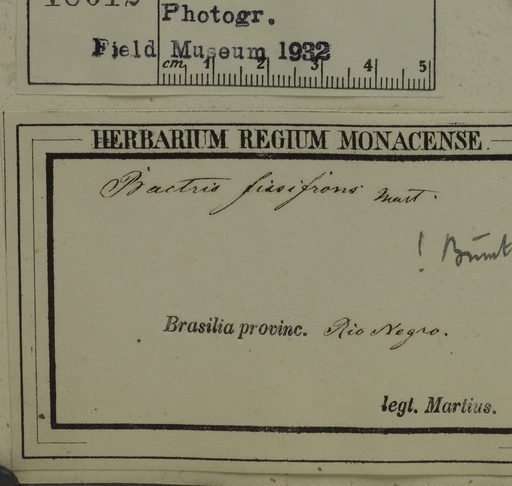 Photogr.
Field Museum 1932
cm 1 2 3 4 5
HERBARIUM REGIUM MONACENSE.
Bactris fissifrons Mart.
!
Brasilia provinc. Rio Negro.
legt. Martius.